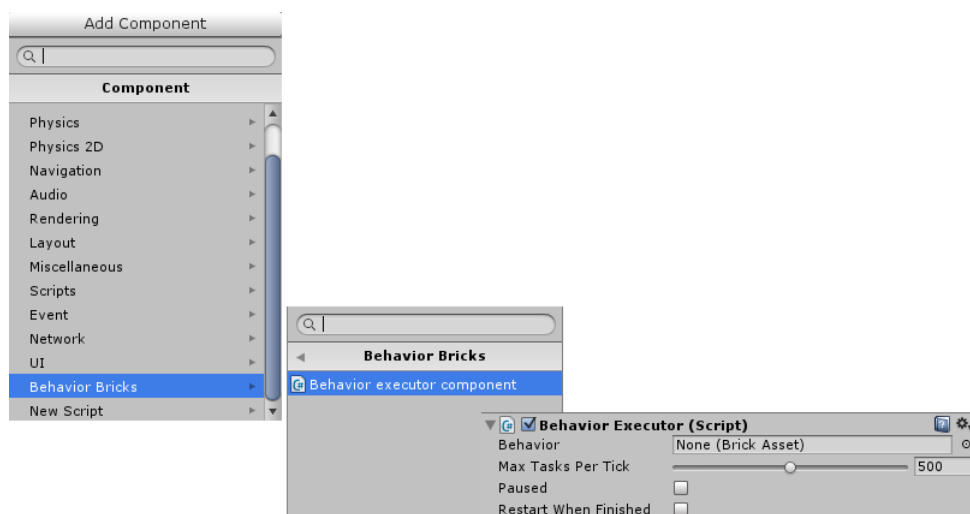 Add Component
Component
Physics
Physics 2D
Navigation
Audio
Rendering
Layout
Miscellaneous
Scripts
Event
Network
UI
Behavior Bricks
New Script
Behavior Bricks
Behavior executor component
Behavior Executor (Script)
Behavior None (Brick Asset)
Max Tasks Per Tick 500
Paused
Restart When Finished